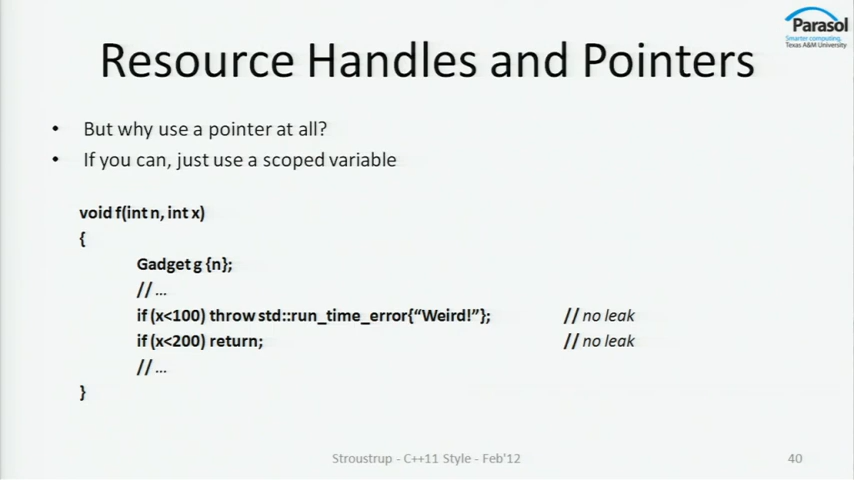 Parasol
Smarter computing.
Texas A&M University
Resource Handles and Pointers
• But why use a pointer at all?
• If you can, just use a scoped variable
void f(int n, int x)
{
Gadget g {n};
// …
if (x<100) throw std::run_time_error{“Weird!”}; // no leak
if (x<200) return; // no leak
// …
}
Stroustrup - C++11 Style - Feb'12 40